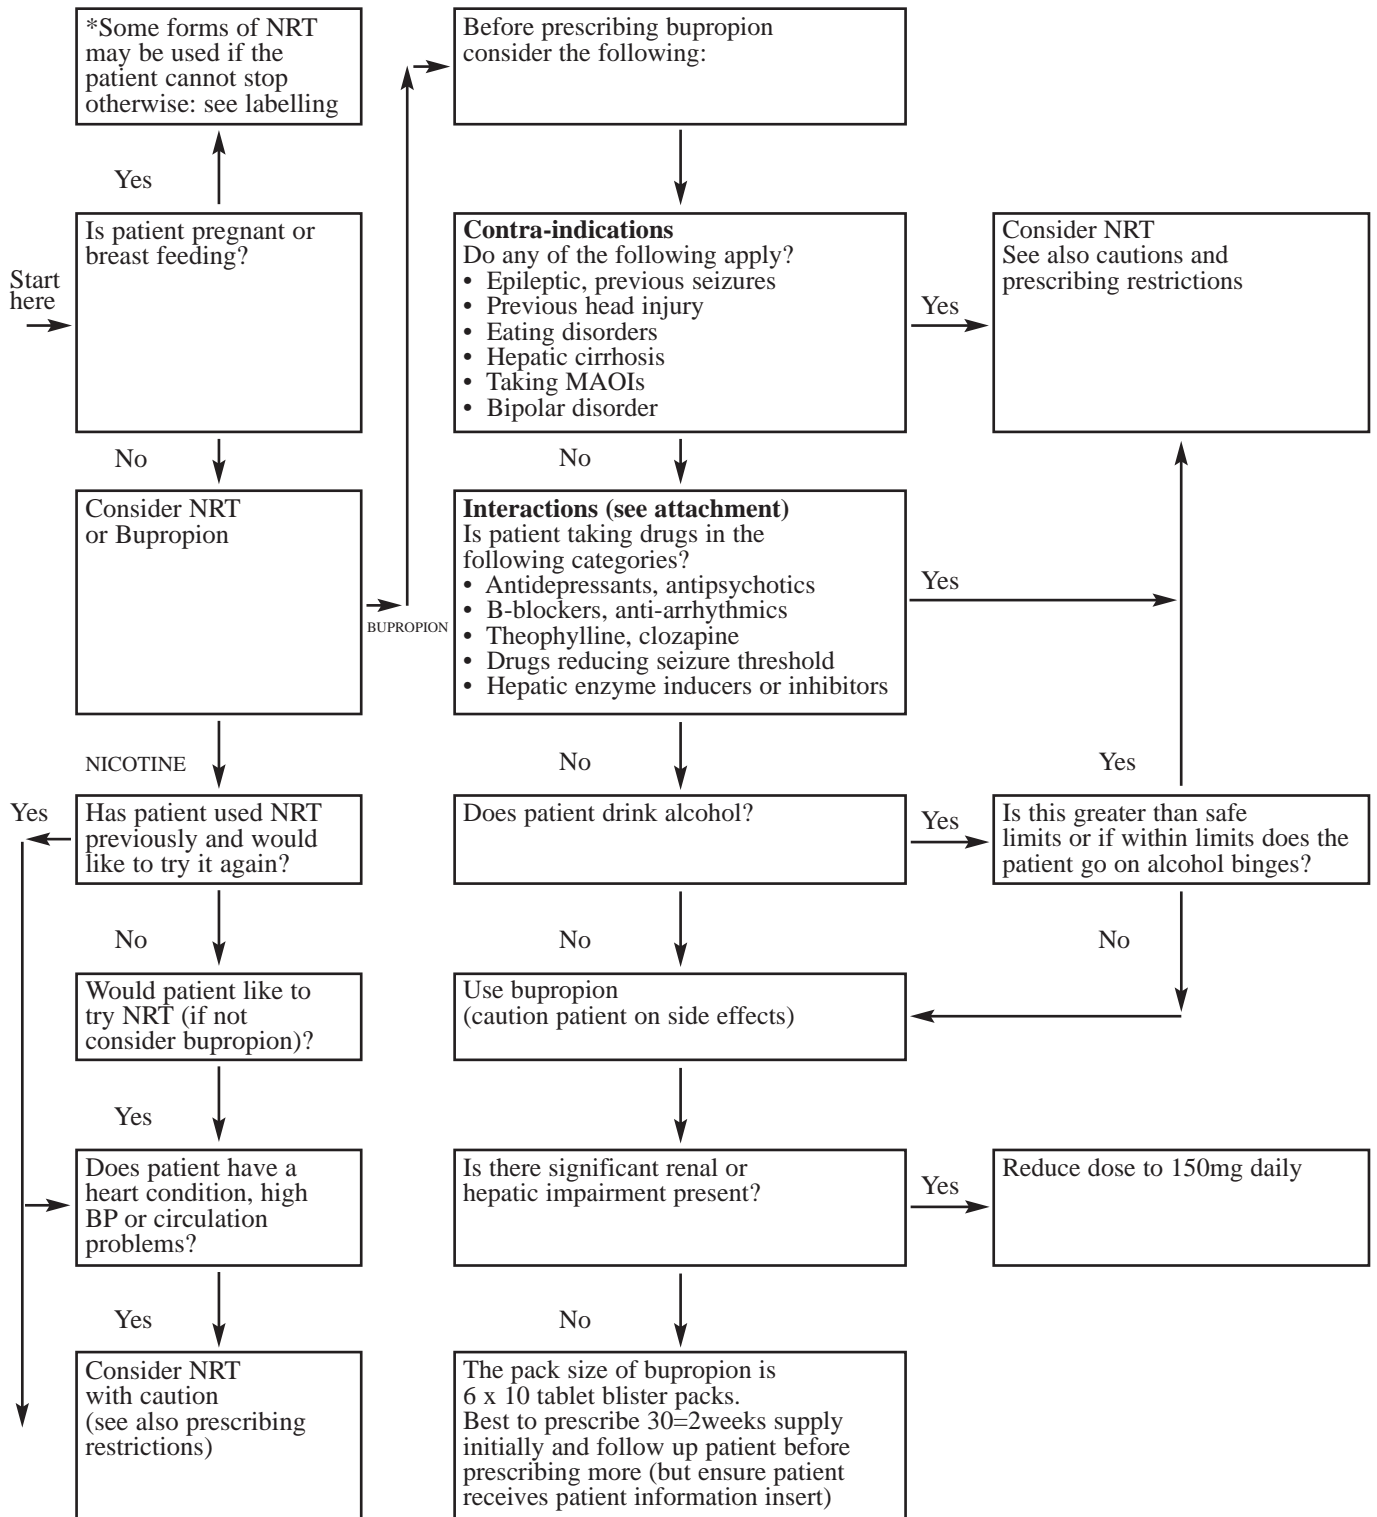 *Some forms of NRT
may be used if the
patient cannot stop
otherwise: see labelling
Yes
Is patient pregnant or
breast feeding?
Start
here
No
Consider NRT
or Bupropion
BUPROPION
NICOTINE
Yes
Has patient used NRT
previously and would
like to try it again?
No
Would patient like to
try NRT (if not
consider bupropion)?
Yes
Does patient have a
heart condition, high
BP or circulation
problems?
Yes
Consider NRT
with caution
(see also prescribing
restrictions)
Before prescribing bupropion
consider the following:
Contra-indications
Do any of the following apply?
• Epileptic, previous seizures
• Previous head injury
• Eating disorders
• Hepatic cirrhosis
• Taking MAOIs
• Bipolar disorder
Yes
Consider NRT
See also cautions and
prescribing restrictions
No
Interactions (see attachment)
Is patient taking drugs in the
following categories?
• Antidepressants, antipsychotics
• B-blockers, anti-arrhythmics
• Theophylline, clozapine
• Drugs reducing seizure threshold
• Hepatic enzyme inducers or inhibitors
Yes
No
Does patient drink alcohol?
Yes
Is this greater than safe
limits or if within limits does the
patient go on alcohol binges?
Yes
No
No
Use bupropion
(caution patient on side effects)
Is there significant renal or
hepatic impairment present?
Yes
Reduce dose to 150mg daily
No
The pack size of bupropion is
6 x 10 tablet blister packs.
Best to prescribe 30=2weeks supply
initially and follow up patient before
prescribing more (but ensure patient
receives patient information insert)